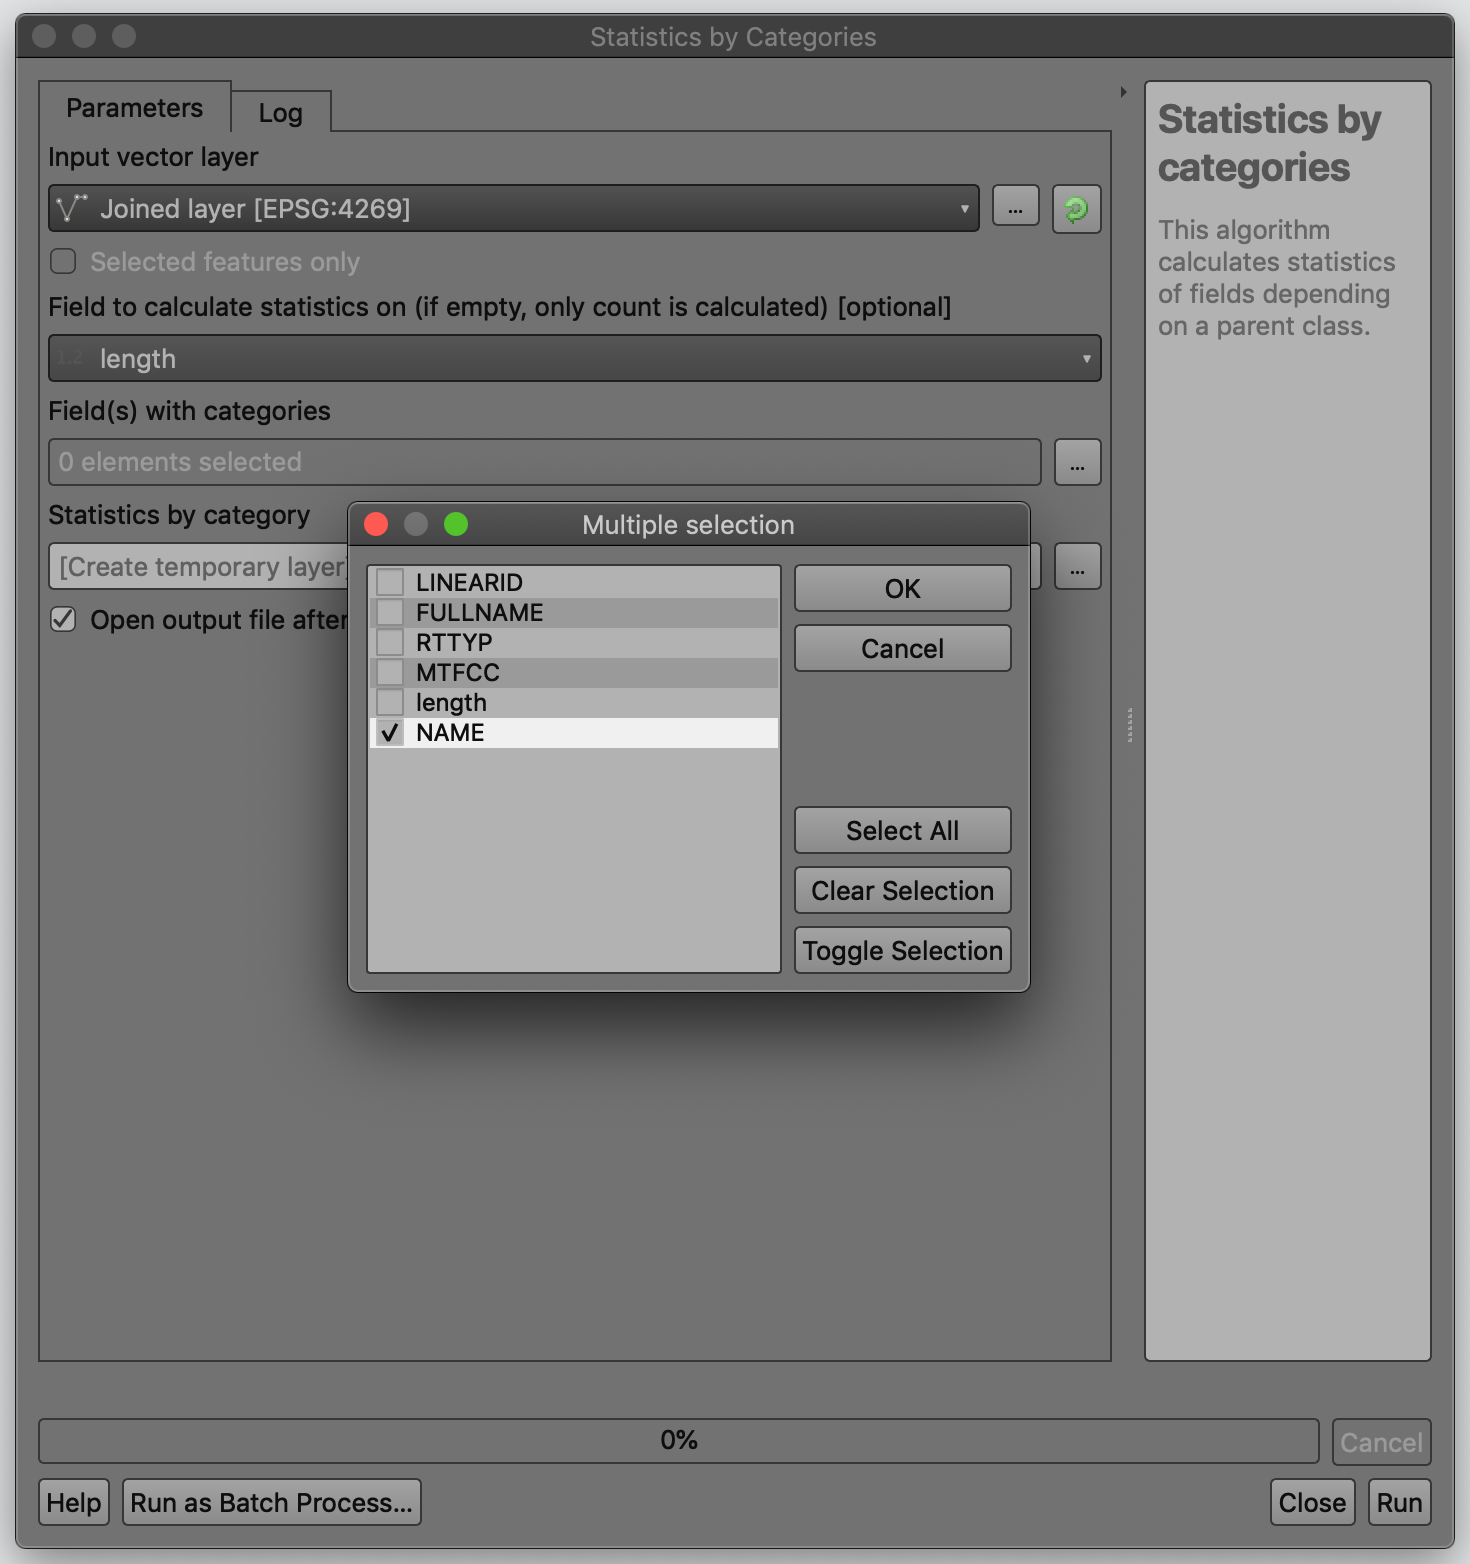 Statistics by Categories
Parameters
Log
Input vector layer
Joined layer [EPSG:4269]
...
Selected features only
Field to calculate statistics on (if empty, only count is calculated) [optional]
1.2 length
Field(s) with categories
0 elements selected
...
Statistics by category
[Create temporary layer]
...
Open output file after
Multiple selection
LINEARID
FULLNAME
RTTYP
MTFCC
length
NAME
OK
Cancel
Select All
Clear Selection
Toggle Selection
Statistics by
categories
This algorithm
calculates statistics
of fields depending
on a parent class.
0%
Cancel
Help
Run as Batch Process...
Close
Run